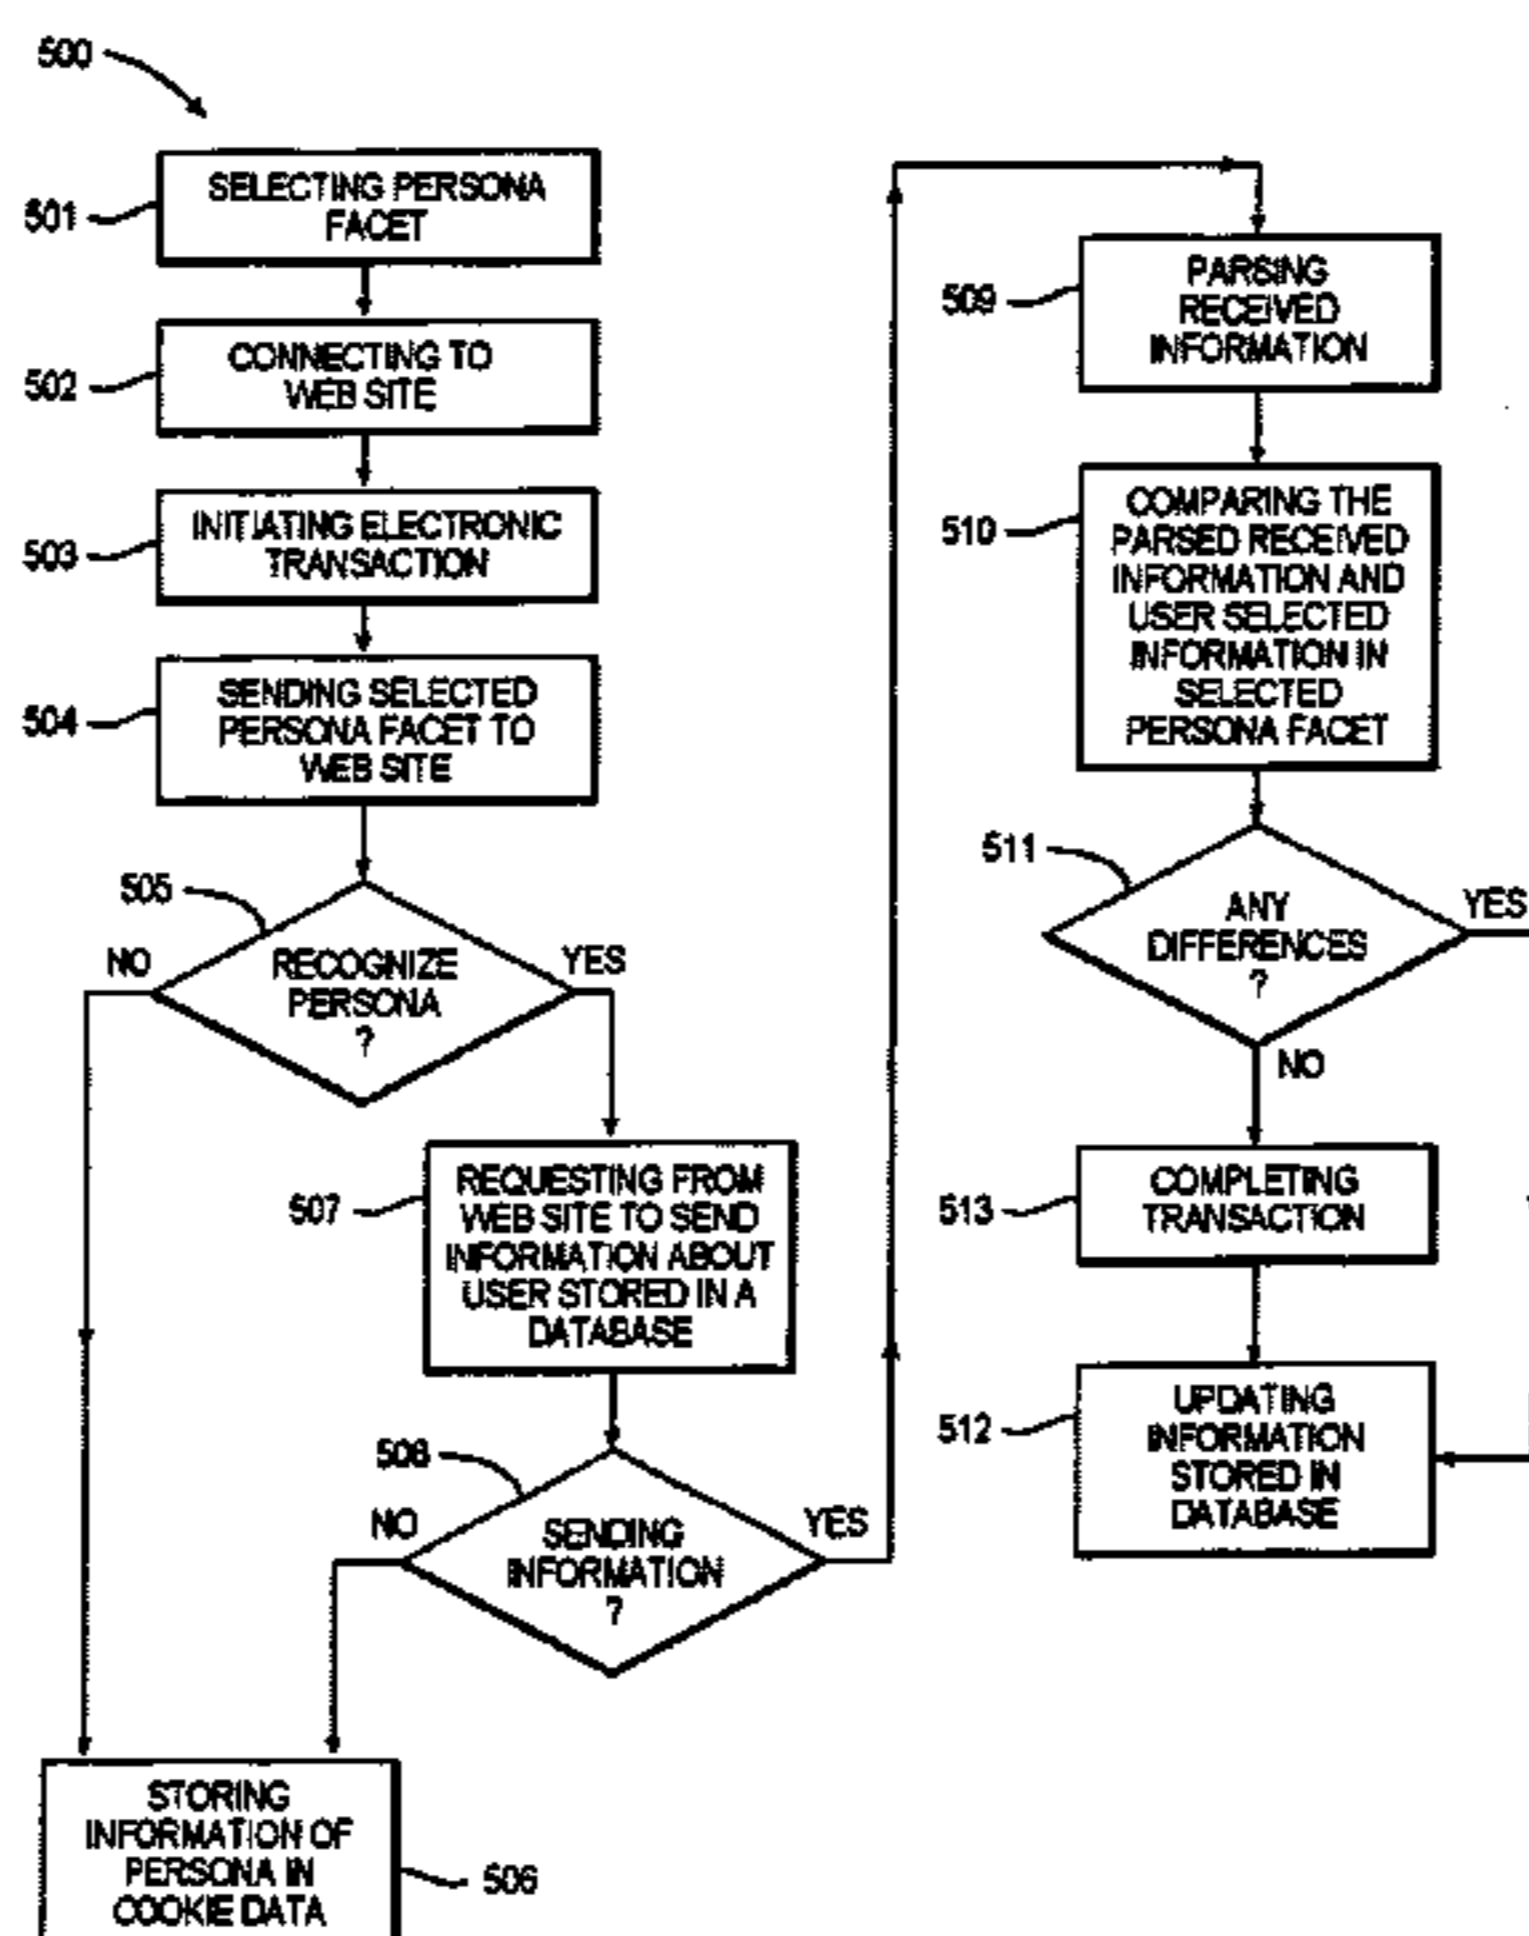 500
501
SELECTING PERSONA
FACET
502
CONNECTING TO
WEB SITE
503
INITIATING ELECTRONIC
TRANSACTION
504
SENDING SELECTED
PERSONA FACET TO
WEB SITE
505
NO
RECOGNIZE
PERSONA
?
YES
507
REQUESTING FROM
WEB SITE TO SEND
INFORMATION ABOUT
USER STORED IN A
DATABASE
508
NO
SENDING
INFORMATION
?
YES
STORING
INFORMATION OF
PERSONA IN
COOKIE DATA
506
509
PARSING
RECEIVED
INFORMATION
510
COMPARING THE
PARSED RECEIVED
INFORMATION AND
USER SELECTED
INFORMATION IN
SELECTED
PERSONA FACET
511
ANY
DIFFERENCES
?
YES
NO
513
COMPLETING
TRANSACTION
512
UPDATING
INFORMATION
STORED IN
DATABASE